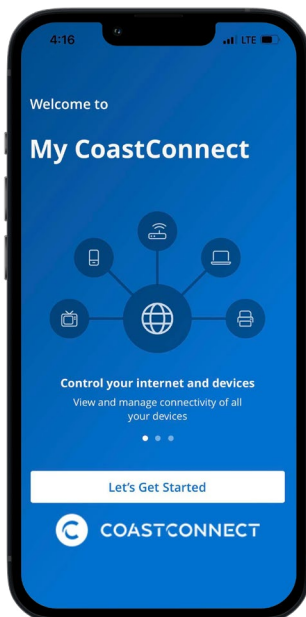 4:16
LTE
Welcome to
My CoastConnect
Control your internet and devices
View and manage connectivity of all
your devices
Let's Get Started
COASTCONNECT